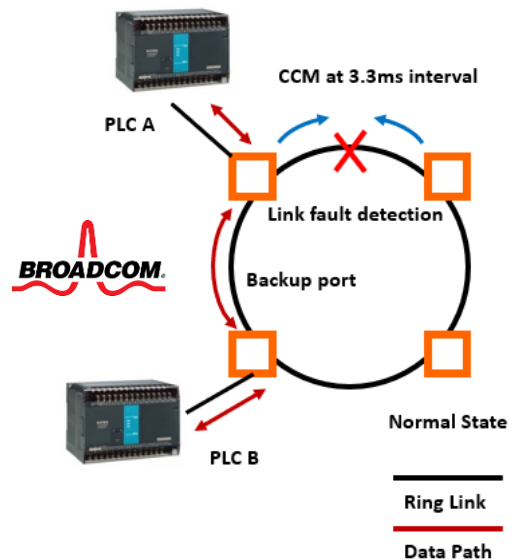 CCM at 3.3ms interval
PLC A
Link fault detection
BROADCOM.
Backup port
Normal State
PLC B
Ring Link
Data Path